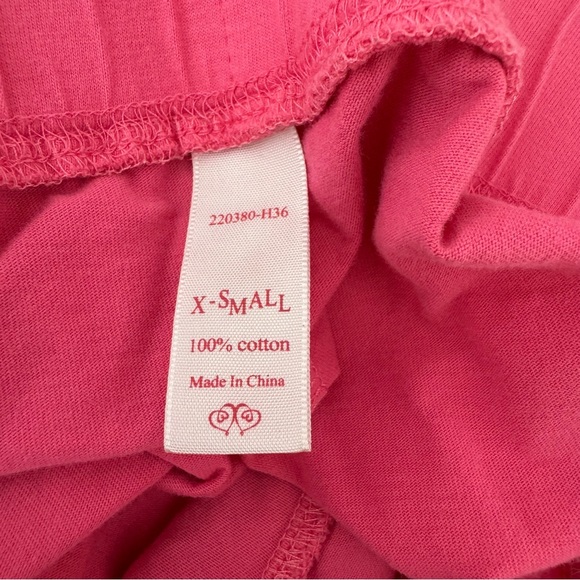 220380-H36
X-SMALL
100% cotton
Made In China